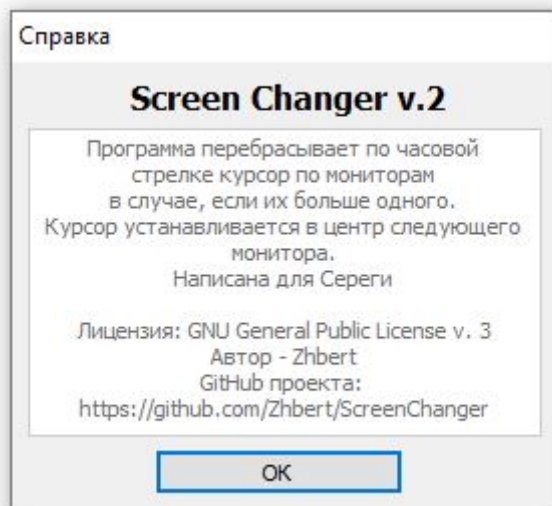 Справка
Screen Changer v.2
Программа перебрасывает по часовой
стрелке курсор по мониторам
в случае, если их больше одного.
Курсор устанавливается в центр следующего
монитора.
Написана для Сереги
Лицензия: GNU General Public License v. 3
Автор - Zhbert
GitHub проекта:
https://github.com/Zhbert/ScreenChanger
OK